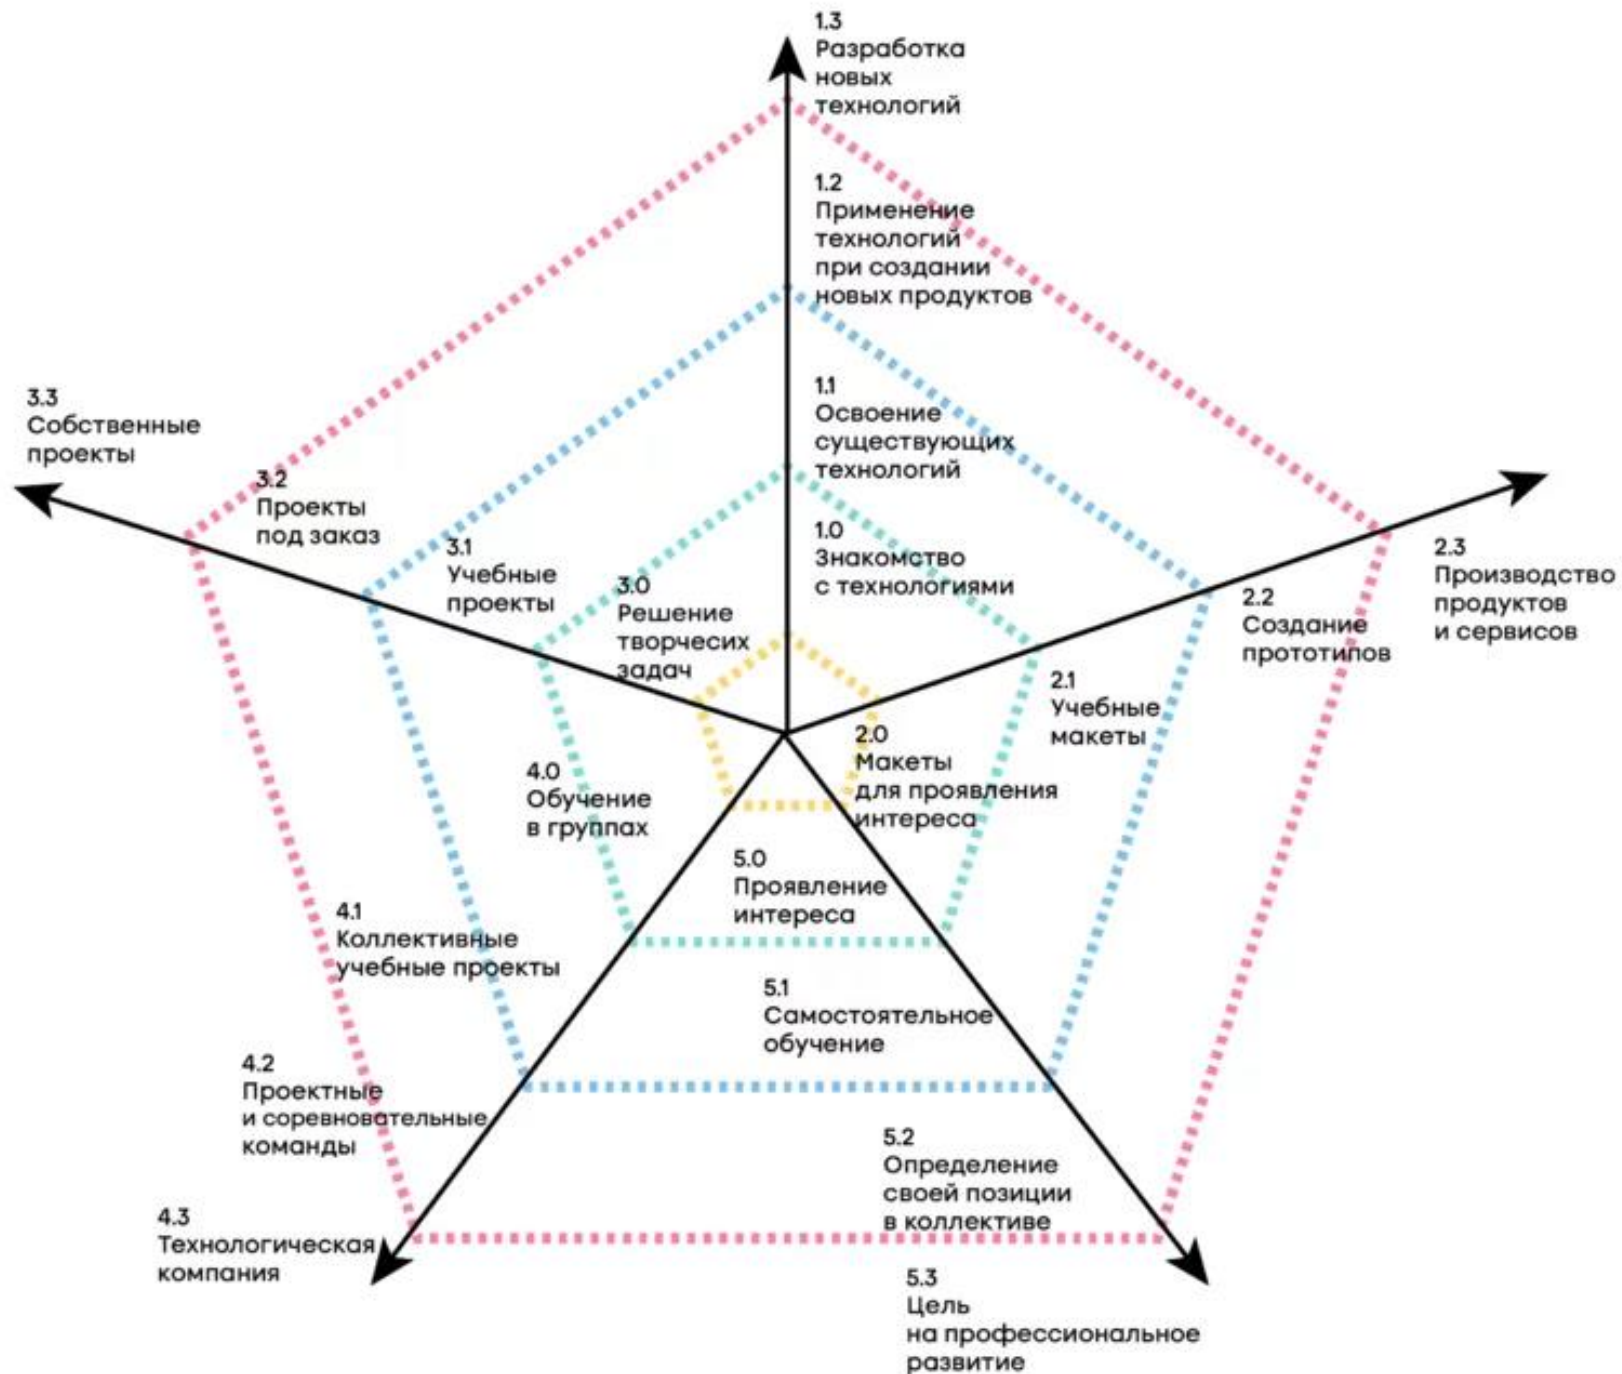 1.3
Разработка
новых
технологий
1.2
Применение
технологий
при создании
новых продуктов
1.1
Освоение
существующих
технологий
1.0
Знакомство
с технологиями
2.3
Производство
продуктов
и сервисов
2.2
Создание
прототипов
2.1
Учебные
макеты
2.0
Макеты
для проявления
интереса
3.3
Собственные
проекты
3.2
Проекты
под заказ
3.1
Учебные
проекты
3.0
Решение
творчесих
задач
4.0
Обучение
в группах
4.1
Коллективные
учебные проекты
4.2
Проектные
и соревновательные
команды
4.3
Технологическая
компания
5.0
Проявление
интереса
5.1
Самостоятельное
обучение
5.2
Определение
своей позиции
в коллективе
5.3
Цель
на профессиональное
развитие